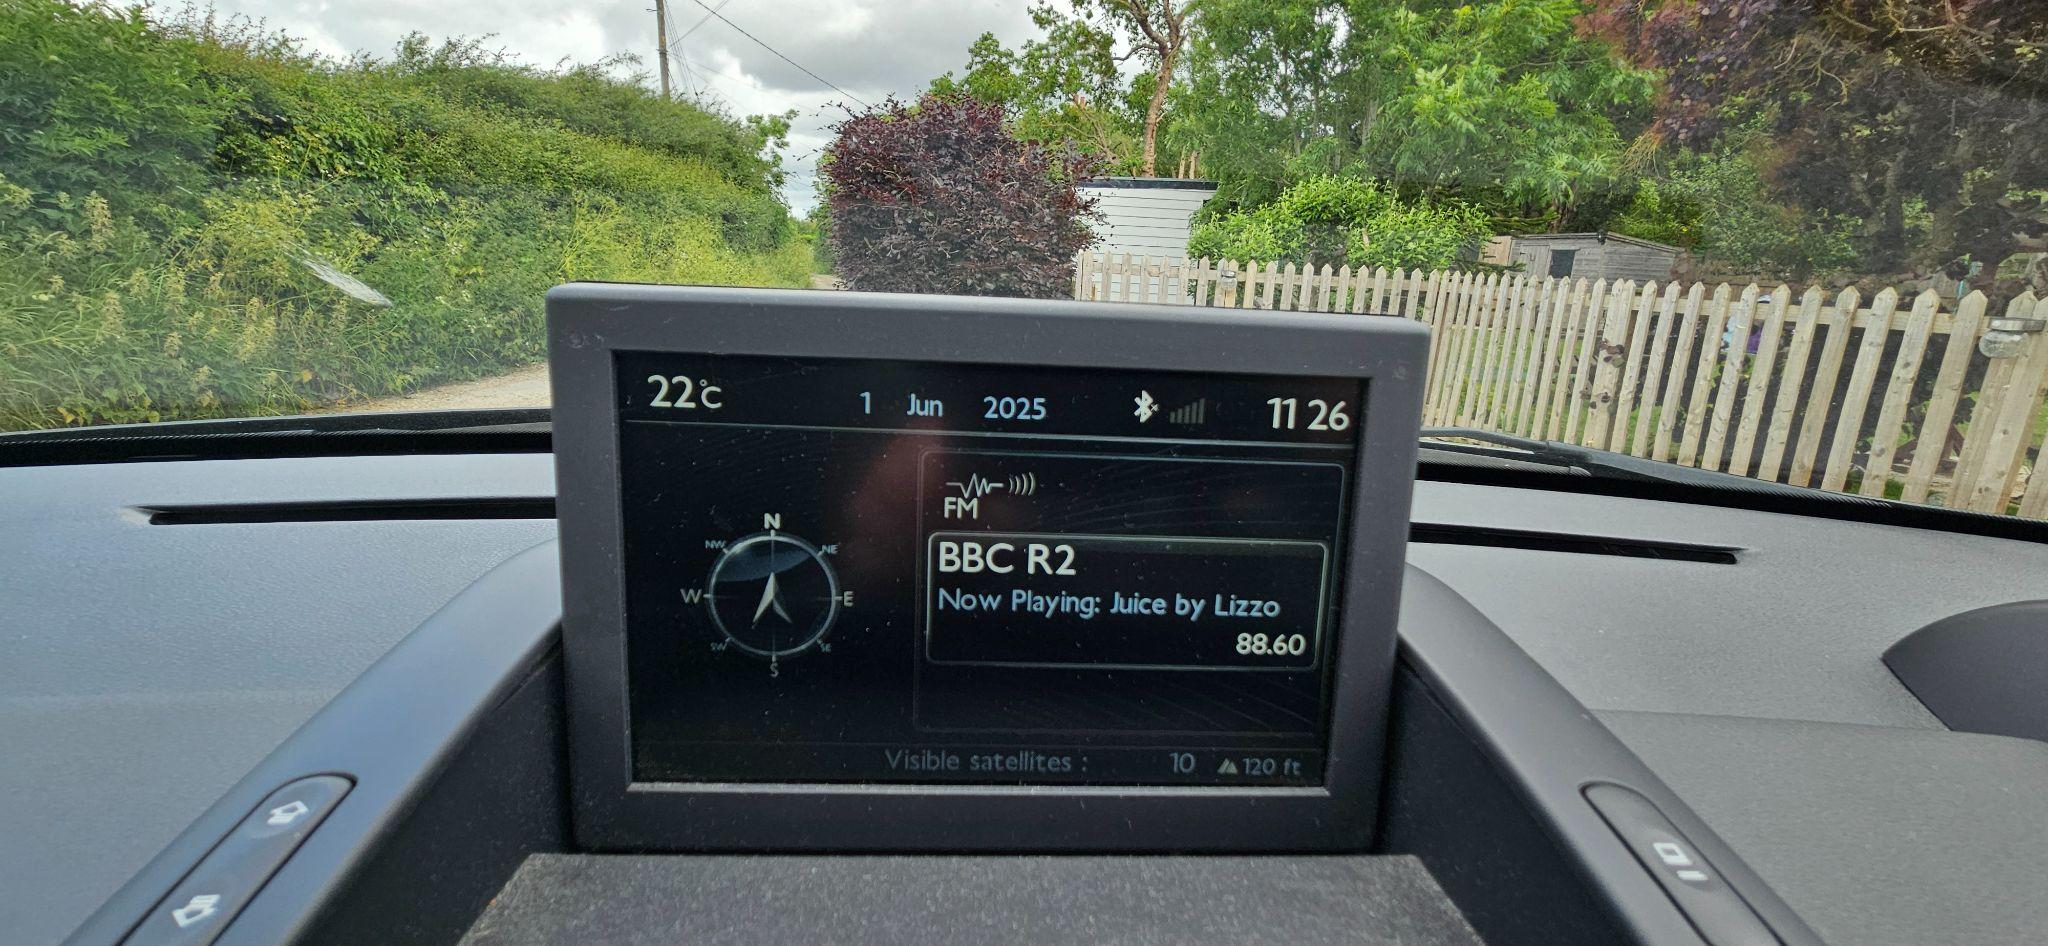 22°C 1 Jun 2025 11 26
FM
BBC R2
Now Playing: Juice by Lizzo
88.60
N
NW NE
W E
SW SE
S
Visible satellites : 10 120 ft